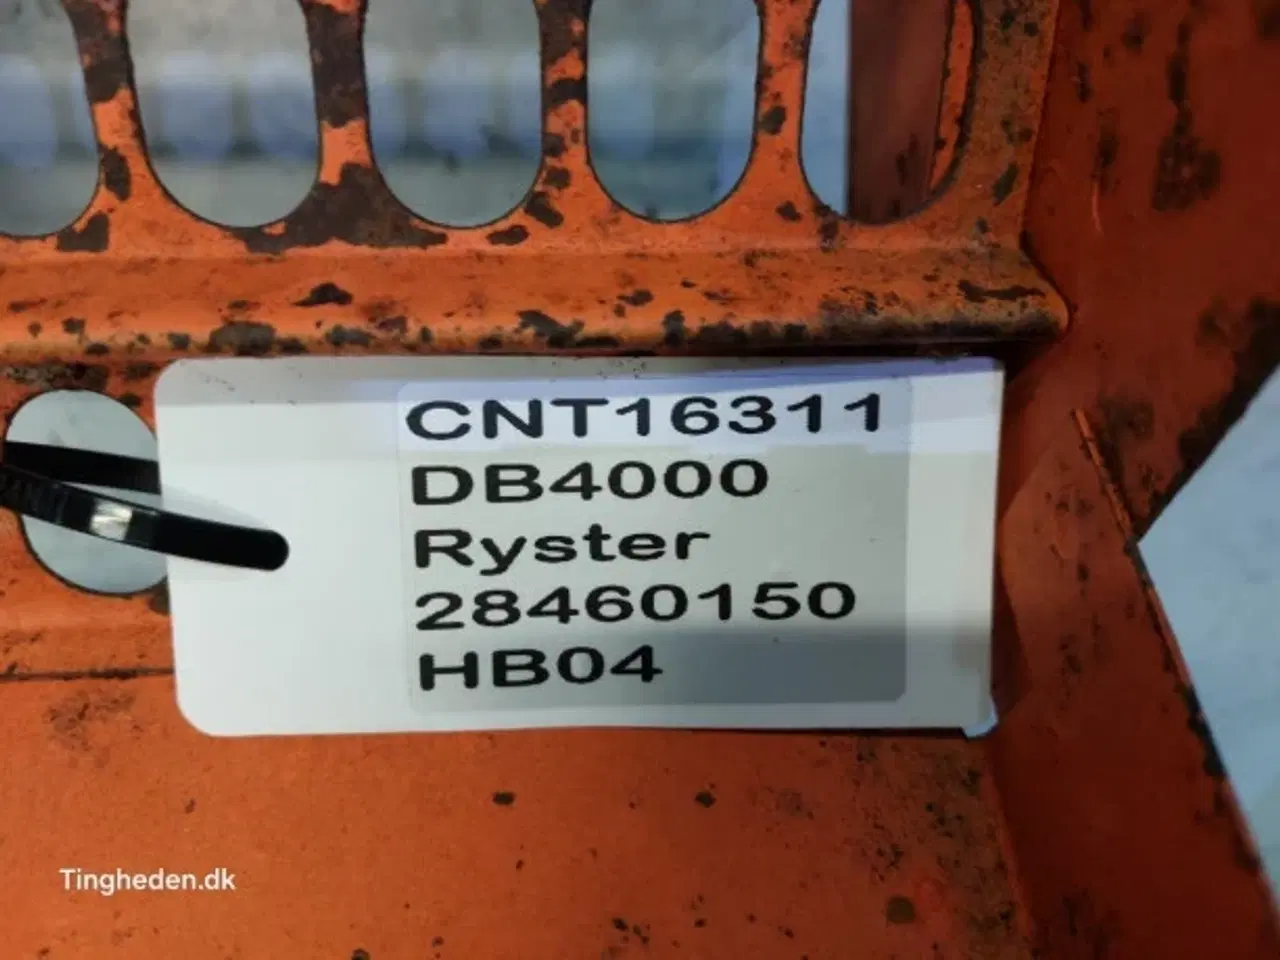 CNT16311
DB4000
Ryster
28460150
HB04
Tingheden.dk